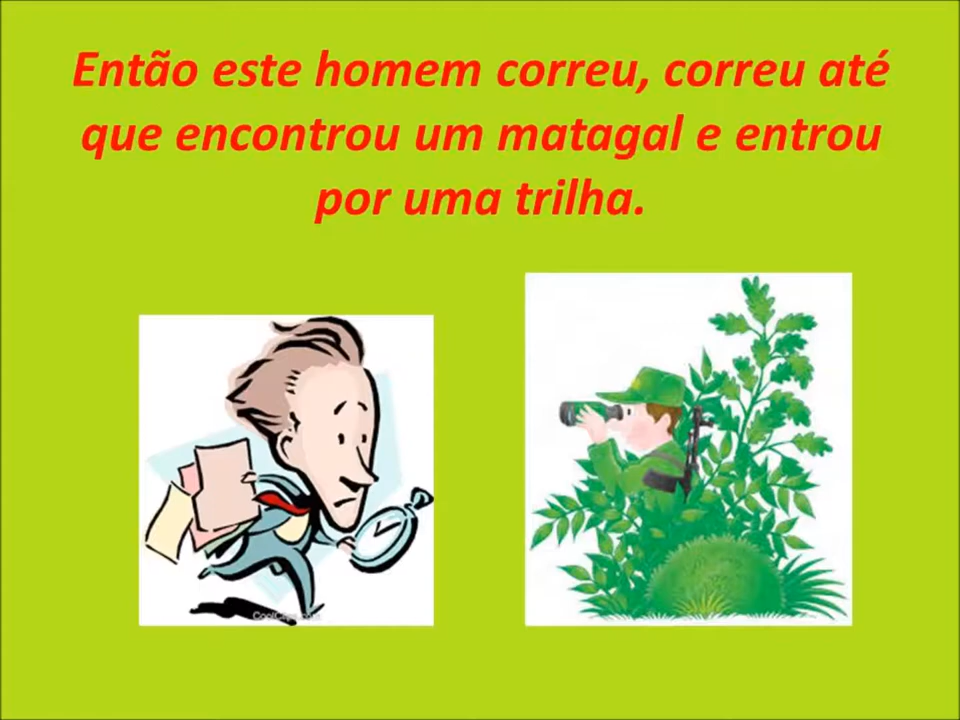 Então este homem correu, correu até
que encontrou um matagal e entrou
por uma trilha.